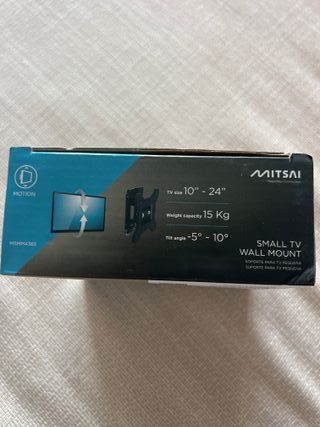 MITSAI
MOTION
TV size 10" - 24"
Weight capacity 15 Kg
Tilt angle -5° - 10°
SMALL TV
WALL MOUNT
SOPORTE PARA TV PEQUEÑA
SUPORTE PARA TV PEQUENA